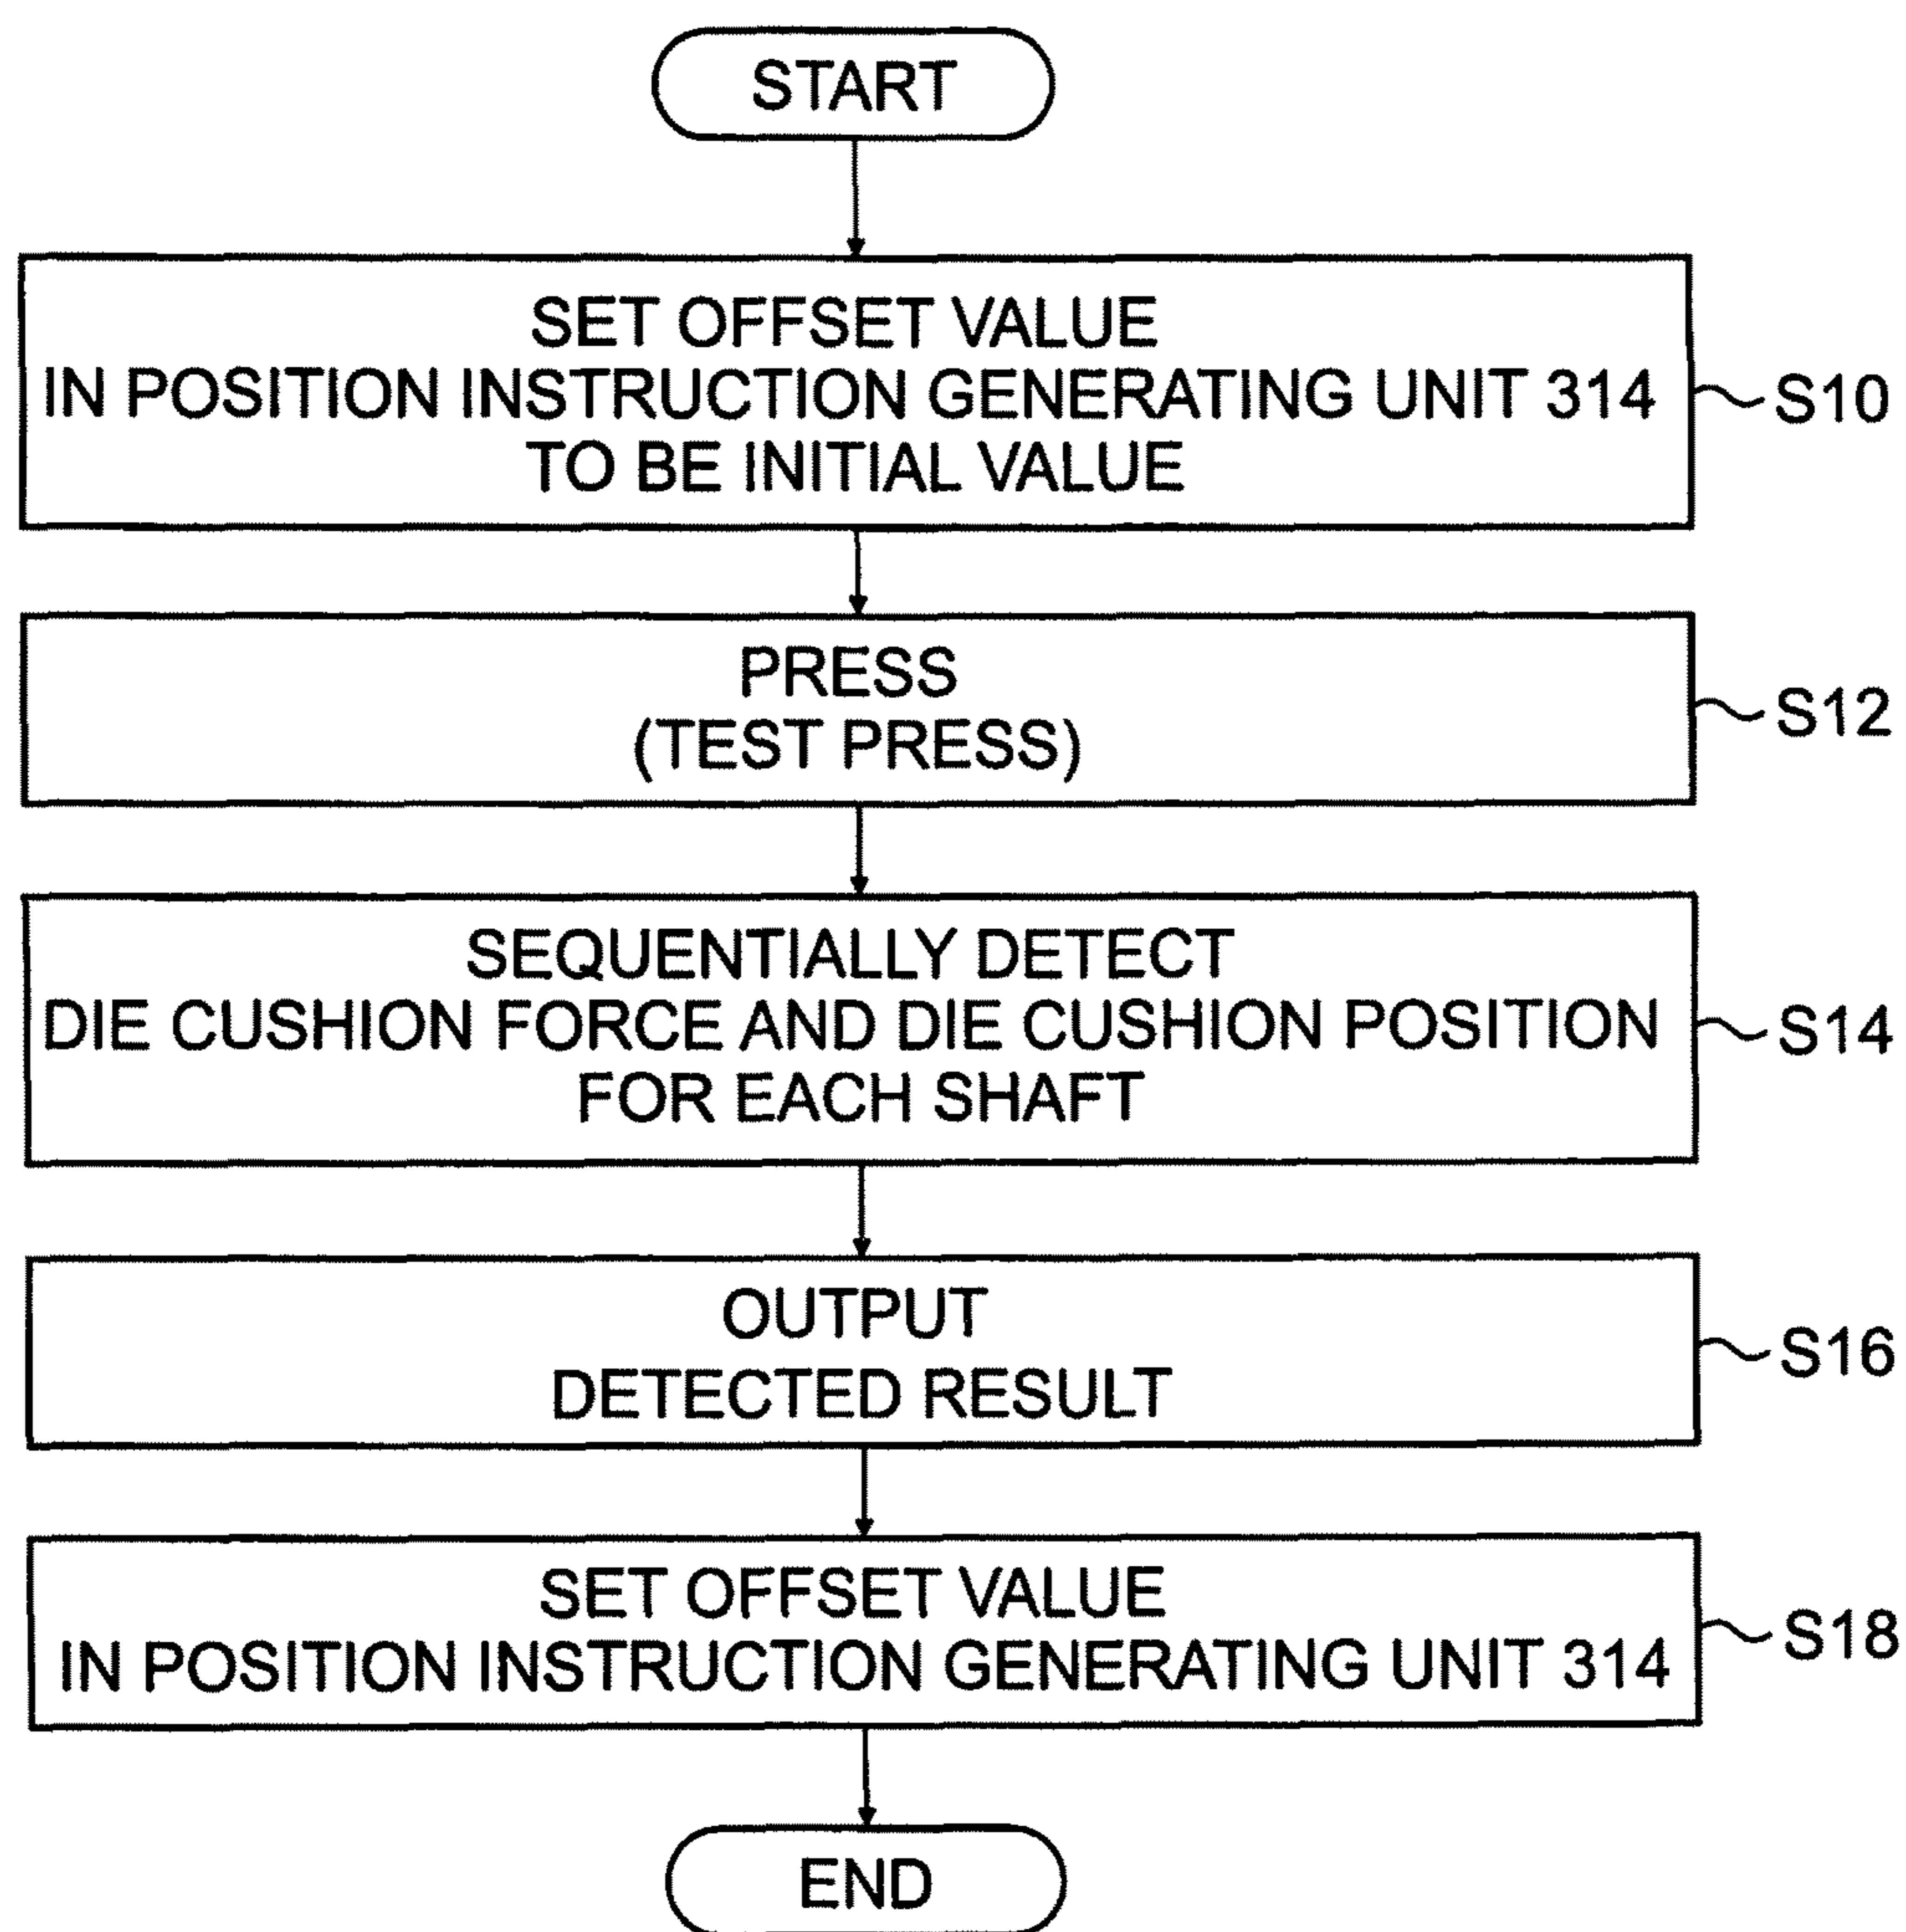 START
SET OFFSET VALUE
IN POSITION INSTRUCTION GENERATING UNIT 314
TO BE INITIAL VALUE
S10
PRESS
(TEST PRESS)
S12
SEQUENTIALLY DETECT
DIE CUSHION FORCE AND DIE CUSHION POSITION
FOR EACH SHAFT
S14
OUTPUT
DETECTED RESULT
S16
SET OFFSET VALUE
IN POSITION INSTRUCTION GENERATING UNIT 314
S18
END